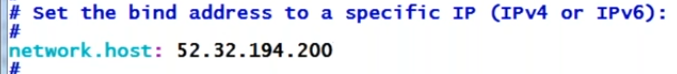 # Set the bind address to a specific IP (IPv4 or IPv6):
#
network.host: 52.32.194.200
#